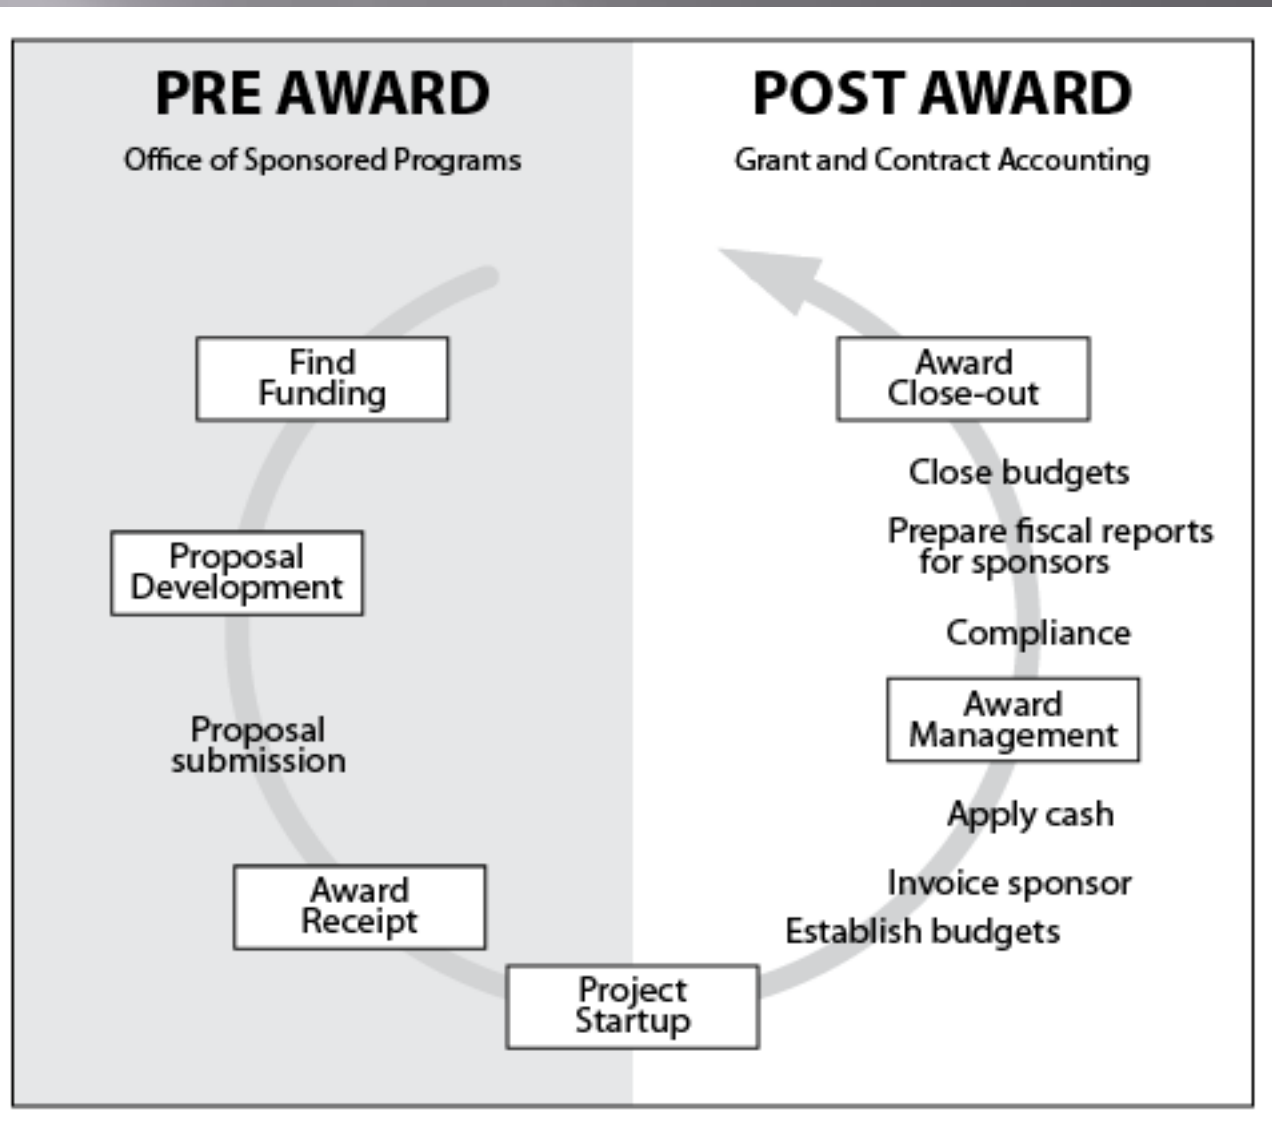 PRE AWARD
Office of Sponsored Programs
Find
Funding
Proposal
Development
Proposal
submission
Award
Receipt
Project
Startup
POST AWARD
Grant and Contract Accounting
Award
Close-out
Close budgets
Prepare fiscal reports
for sponsors
Compliance
Award
Management
Apply cash
Invoice sponsor
Establish budgets